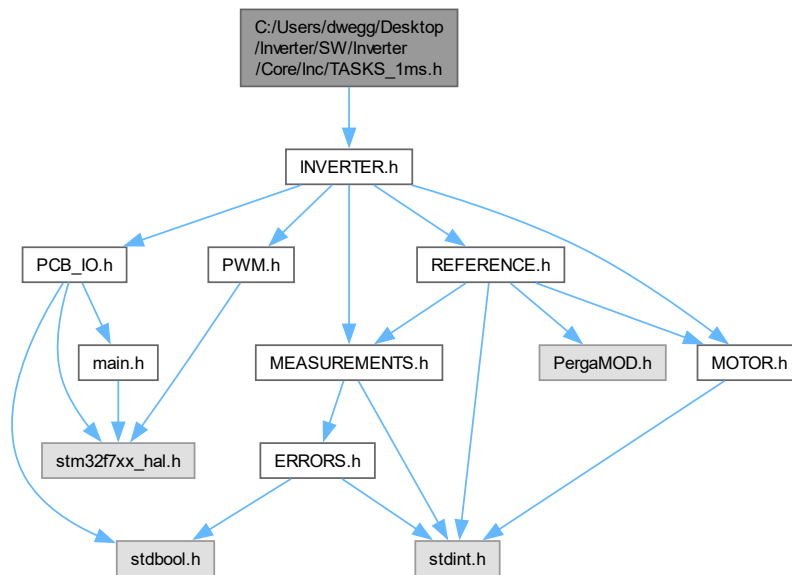 C:/Users/dwegg/Desktop
/Inverter/SW/Inverter
/Core/Inc/TASKS_1ms.h
INVERTER.h
PCB_IO.h
PWM.h
REFERENCE.h
main.h
MEASUREMENTS.h
PergaMOD.h
MOTOR.h
stm32f7xx_hal.h
ERRORS.h
stdbool.h
stdint.h